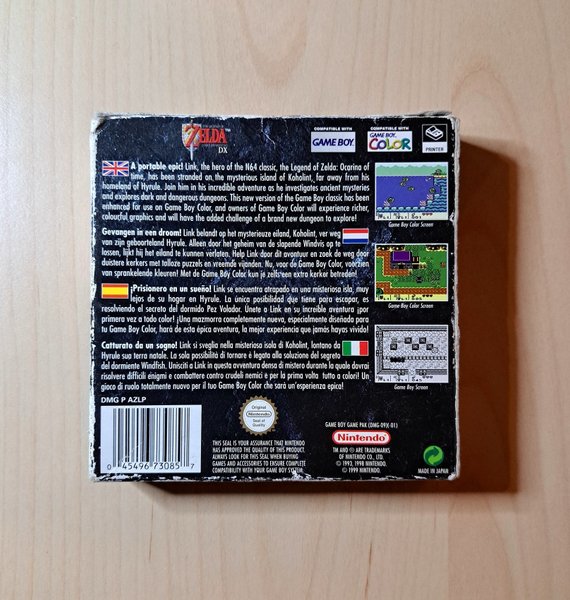 THE LEGEND OF
ZELDA™
DX
COMPATIBLE WITH
GAME BOY™
COMPATIBLE WITH
GAME BOY
COLOR
PRINTER
A portable epic! Link, the hero of the N64 classic, the Legend of Zelda: Ocarina of
time, has been stranded on the mysterious island of Koholint, far away from his
homeland of Hyrule. Join him in his incredible adventure as he investigates ancient mysteries
and explores dark and dangerous dungeons. This new version of the Game Boy classic has been
enhanced for use on Game Boy Color, and owners of Game Boy Color will experience richer,
colourful graphics and will have the added challenge of a brand new dungeon to explore!
Game Boy Color Screen
Gevangen in een droom! Link belandt op het mysterieuze eiland, Koholint, ver weg
van zijn geboorteland Hyrule. Alleen door het geheim van de slapende Windvis op te
lossen, lijkt hij het eiland te kunnen verlaten. Help Link door dit avontuur en zoek de weg door
duistere kerkers met talloze puzzels en vreemde vijanden. Nu, voor de Game Boy Color, voorzien
van sprankelende kleuren! Met de Game Boy Color kun je zelfs een extra kerker betreden!
Game Boy Color Screen
¡Prisionero en un sueño! Link se encuentra atrapado en una misteriosa isla, muy
lejos de su hogar en Hyrule. La única posibilidad que tiene para escapar, es
resolviendo el secreto del dormido Pez Volador. Únete a Link en su increíble aventura ¡por
primera vez a todo color! ¡Una mazmorra completamente nueva, especialmente diseñada para
tu Game Boy Color, hará de esta épica aventura, la mejor experiencia que jamas hayas vivido!
Catturato da un sogno! Link si sveglia nella misteriosa isola di Koholint, lontano da
Hyrule sua terra natale. La sola possibilità di tornare è legata alla soluzione del segreto
del dormiente Windfish. Unisciti a Link in questa avventura densa di mistero durante la quale dovrai
risolvere difficili enigmi e combattere contro crudeli nemici e per la prima volta tutto a colori! Un
gioco di ruolo totalmente nuovo per il tuo Game Boy Color che sarà un'esperienza epica!
Game Boy Screen
DMG P AZLP
0 45496 73085 7
Original
Nintendo
Seal of
Quality
THIS SEAL IS YOUR ASSURANCE THAT NINTENDO
HAS APPROVED THE QUALITY OF THIS PRODUCT.
ALWAYS LOOK FOR THIS SEAL WHEN BUYING
GAMES AND ACCESSORIES TO ENSURE COMPLETE
COMPATIBILITY WITH YOUR GAME BOY SYSTEM.
GAME BOY GAME PAK (DMG-09)(-01)
Nintendo
TM AND ® ARE TRADEMARKS
OF NINTENDO CO., LTD.
© 1993, 1998 NINTENDO.
© 1999 NINTENDO.
MADE IN JAPAN